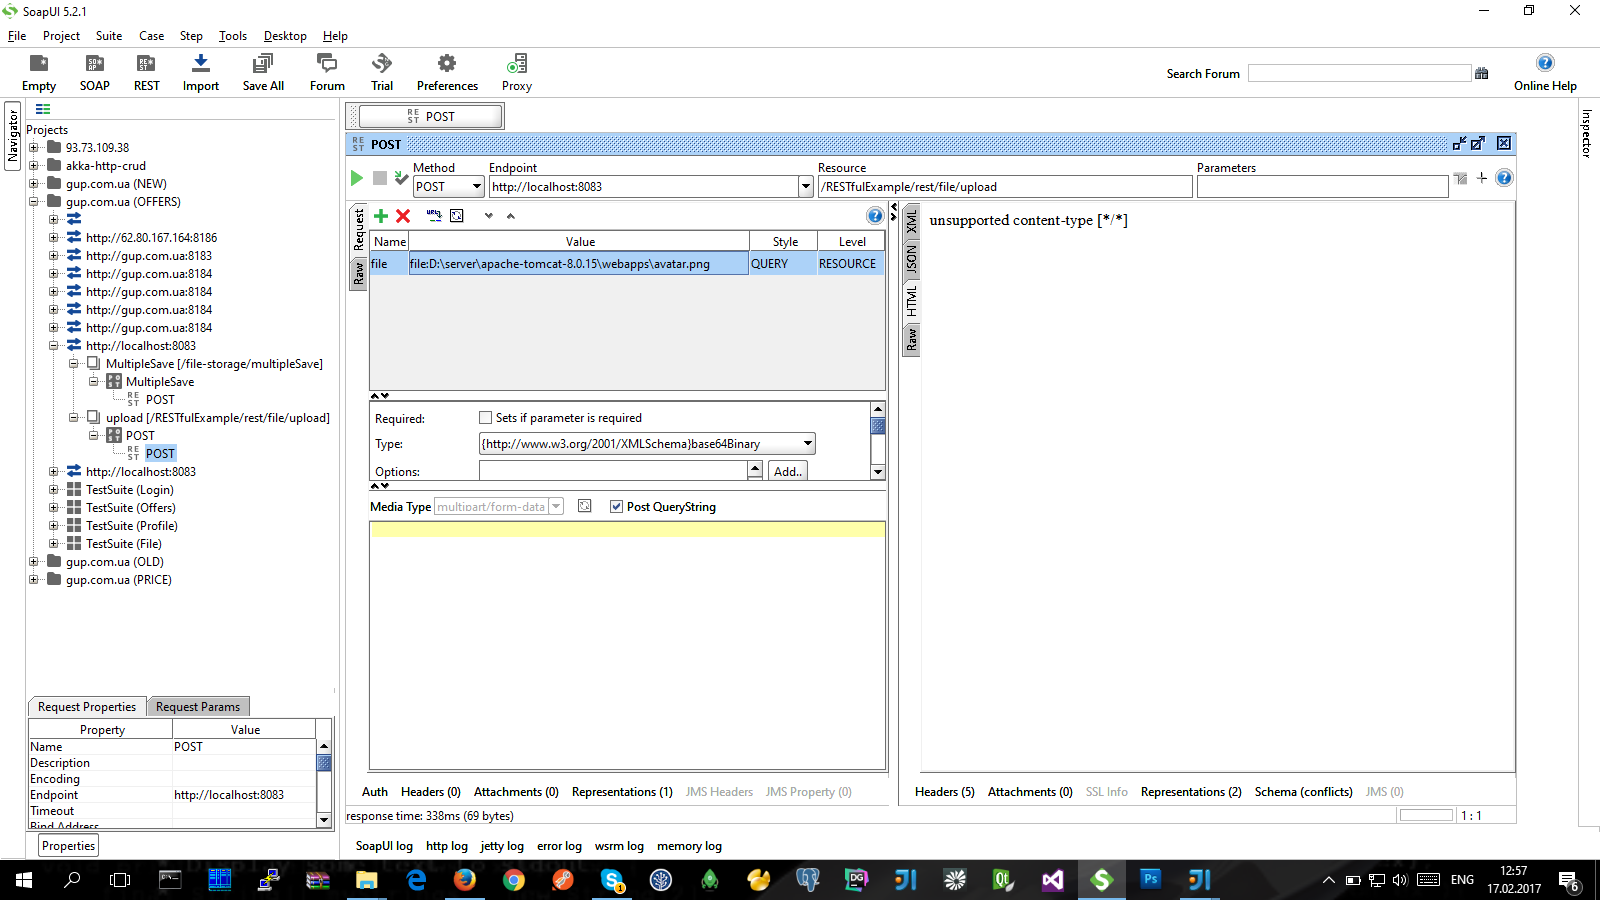 SoapUI 5.2.1
File Project Suite Case Step Tools Desktop Help
Empty SOAP REST Import Save All Forum Trial Preferences Proxy
Search Forum
Online Help
Navigator
Projects
93.73.109.38
akka-http-crud
gup.com.ua (NEW)
gup.com.ua (OFFERS)
http://62.80.167.164:8186
http://gup.com.ua:8183
http://gup.com.ua:8184
http://gup.com.ua:8184
http://gup.com.ua:8184
http://gup.com.ua:8184
http://localhost:8083
MultipleSave [/file-storage/multipleSave]
MultipleSave
POST
upload [/RESTfulExample/rest/file/upload]
POST
POST
http://localhost:8083
TestSuite (Login)
TestSuite (Offers)
TestSuite (Profile)
TestSuite (File)
gup.com.ua (OLD)
gup.com.ua (PRICE)
Request Properties Request Params
Property Value
Name POST
Description
Encoding
Endpoint http://localhost:8083
Timeout
Bind Address
Properties
POST
POST
Method Endpoint Resource Parameters
POST http://localhost:8083 /RESTfulExample/rest/file/upload
Request
Raw
Name Value Style Level
file file:D:\server\apache-tomcat-8.0.15\webapps\avatar.png QUERY RESOURCE
Required: Sets if parameter is required
Type: {http://www.w3.org/2001/XMLSchema}base64Binary
Options: Add..
Media Type multipart/form-data Post QueryString
Auth Headers (0) Attachments (0) Representations (1) JMS Headers JMS Property (0)
XML
JSON
HTML
Raw
unsupported content-type [*/*]
Headers (5) Attachments (0) SSL Info Representations (2) Schema (conflicts) JMS (0)
response time: 338ms (69 bytes)
1 : 1
SoapUI log http log jetty log error log wsrm log memory log
Inspector
ENG
12:57
17.02.2017